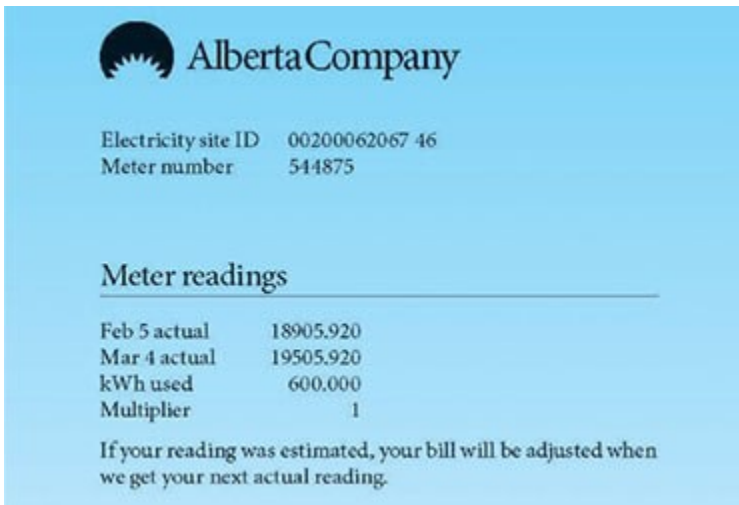 Alberta Company
Electricity site ID 00200062067 46
Meter number 544875
Meter readings
Feb 5 actual 18905.920
Mar 4 actual 19505.920
kWh used 600.000
Multiplier 1
If your reading was estimated, your bill will be adjusted when
we get your next actual reading.